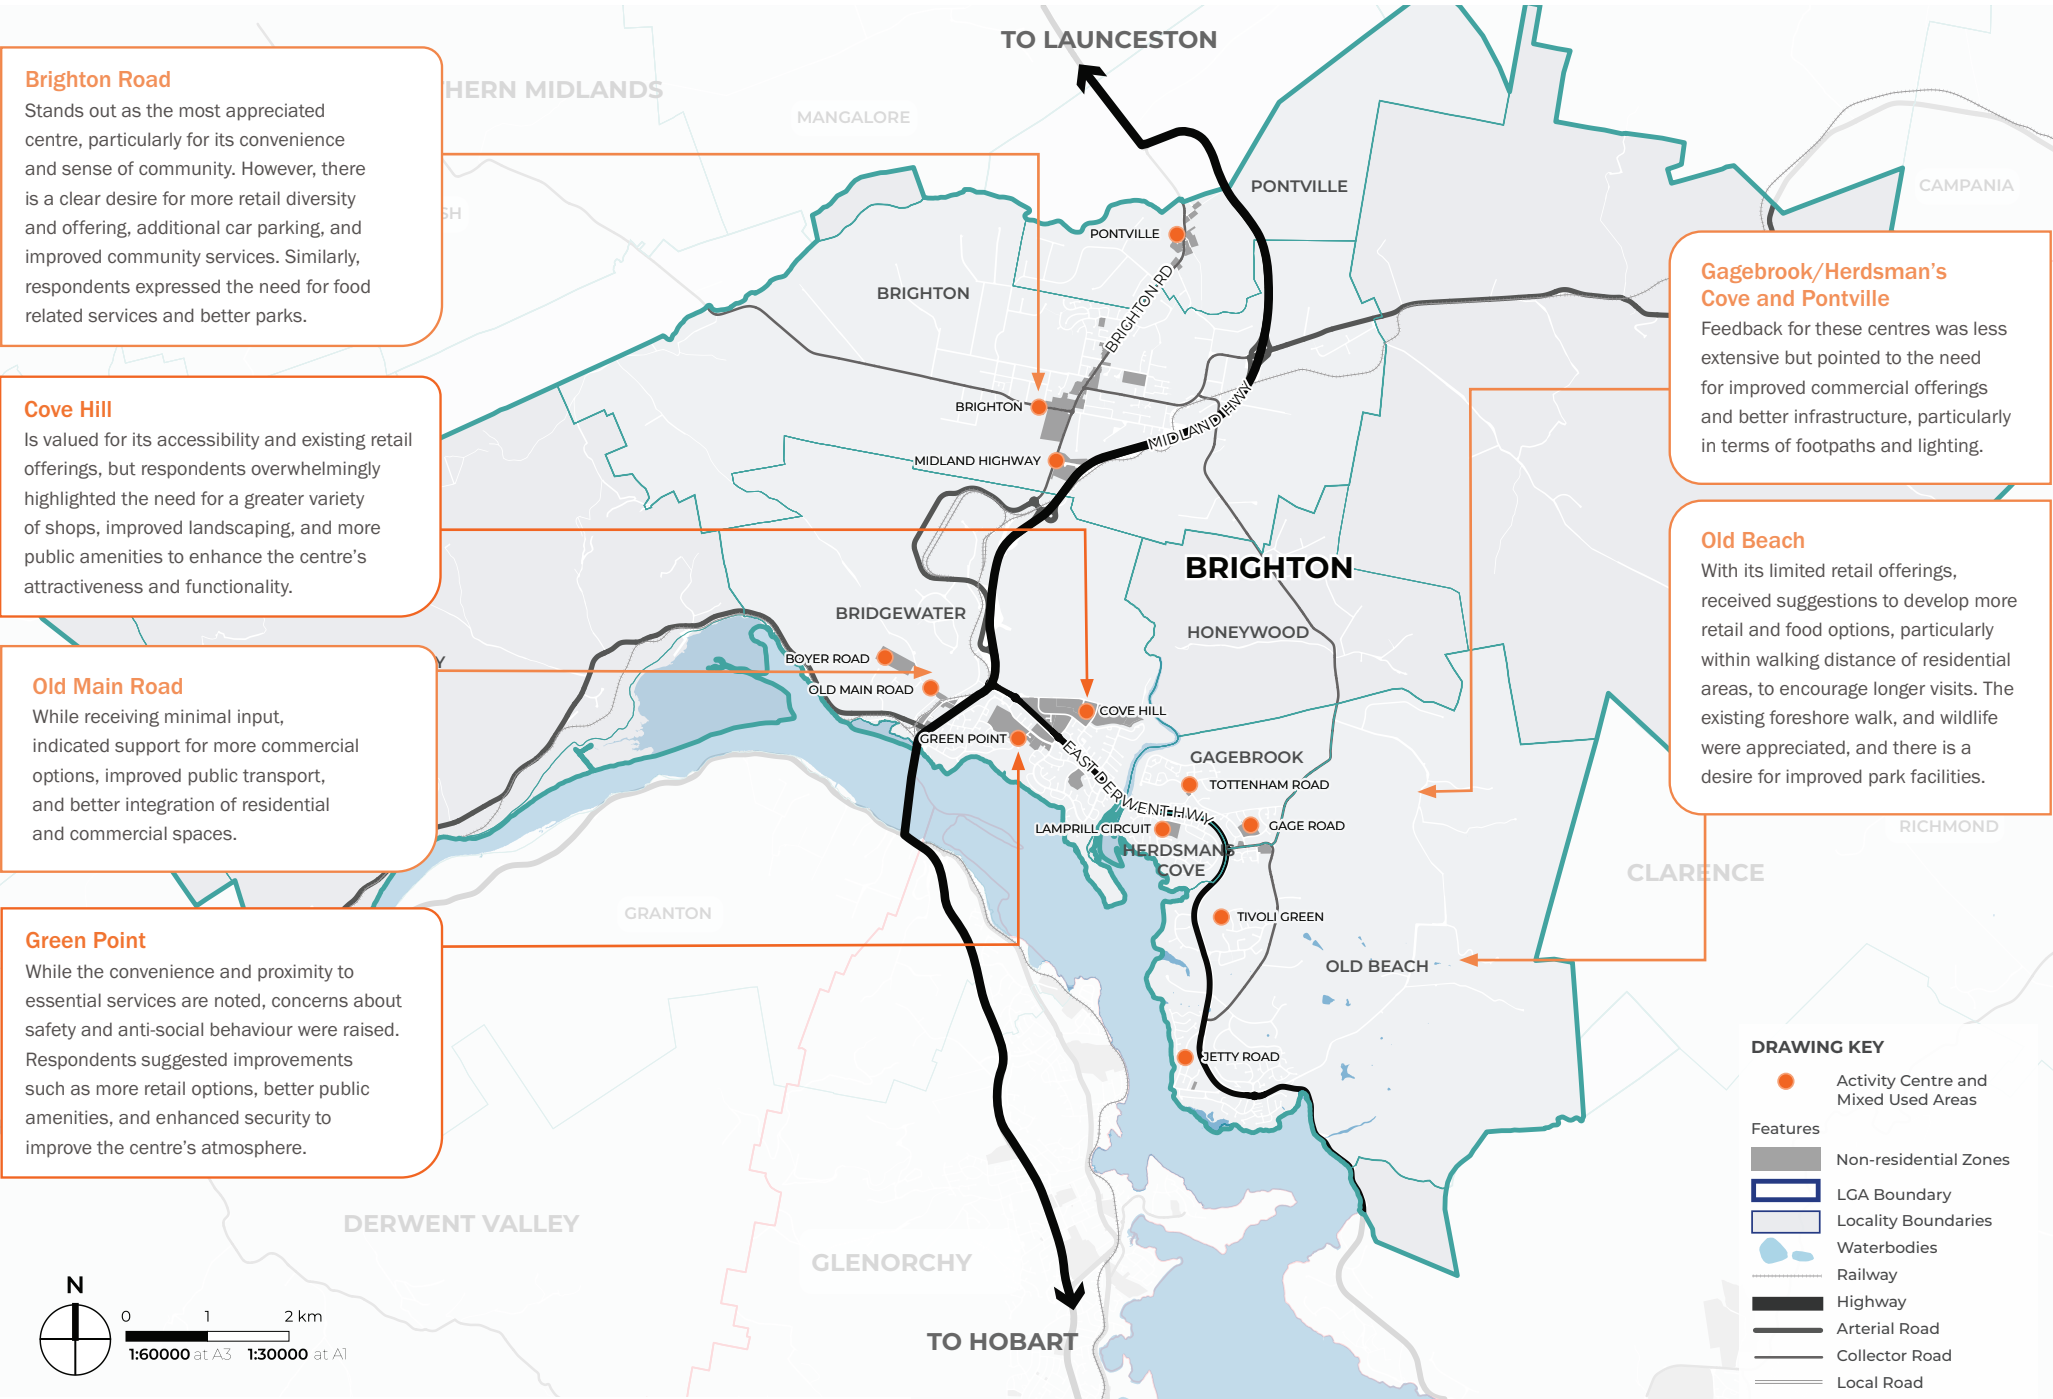 TO LAUNCESTON
Brighton Road
Stands out as the most appreciated
centre, particularly for its convenience
and sense of community. However, there
is a clear desire for more retail diversity
and offering, additional car parking, and
improved community services. Similarly,
respondents expressed the need for food
related services and better parks.
Cove Hill
Is valued for its accessibility and existing retail
offerings, but respondents overwhelmingly
highlighted the need for a greater variety
of shops, improved landscaping, and more
public amenities to enhance the centre's
attractiveness and functionality.
Old Main Road
While receiving minimal input,
indicated support for more commercial
options, improved public transport,
and better integration of residential
and commercial spaces.
Green Point
While the convenience and proximity to
essential services are noted, concerns about
safety and anti-social behaviour were raised.
Respondents suggested improvements
such as more retail options, better public
amenities, and enhanced security to
improve the centre's atmosphere.
HERN MIDLANDS
MANGALORE
SH
PONTVILLE
CAMPANIA
PONTVILLE
BRIGHTON RD
BRIGHTON
BRIGHTON
MIDLAND HWY
MIDLAND HIGHWAY
BRIGHTON
BRIDGEWATER
HONEYWOOD
Y
BOYER ROAD
OLD MAIN ROAD
COVE HILL
GREEN POINT
EAST DERWENT HWY
GAGEBROOK
TOTTENHAM ROAD
LAMPRILL CIRCUIT
GAGE ROAD
HERDSMANS
COVE
RICHMOND
CLARENCE
GRANTON
TIVOLI GREEN
OLD BEACH
JETTY ROAD
DERWENT VALLEY
GLENORCHY
TO HOBART
Gagebrook/Herdsman's
Cove and Pontville
Feedback for these centres was less
extensive but pointed to the need
for improved commercial offerings
and better infrastructure, particularly
in terms of footpaths and lighting.
Old Beach
With its limited retail offerings,
received suggestions to develop more
retail and food options, particularly
within walking distance of residential
areas, to encourage longer visits. The
existing foreshore walk, and wildlife
were appreciated, and there is a
desire for improved park facilities.
DRAWING KEY
Activity Centre and
Mixed Used Areas
Features
Non-residential Zones
LGA Boundary
Locality Boundaries
Waterbodies
Railway
Highway
Arterial Road
Collector Road
Local Road
N
0 1 2 km
1:60000 at A3 1:30000 at A1